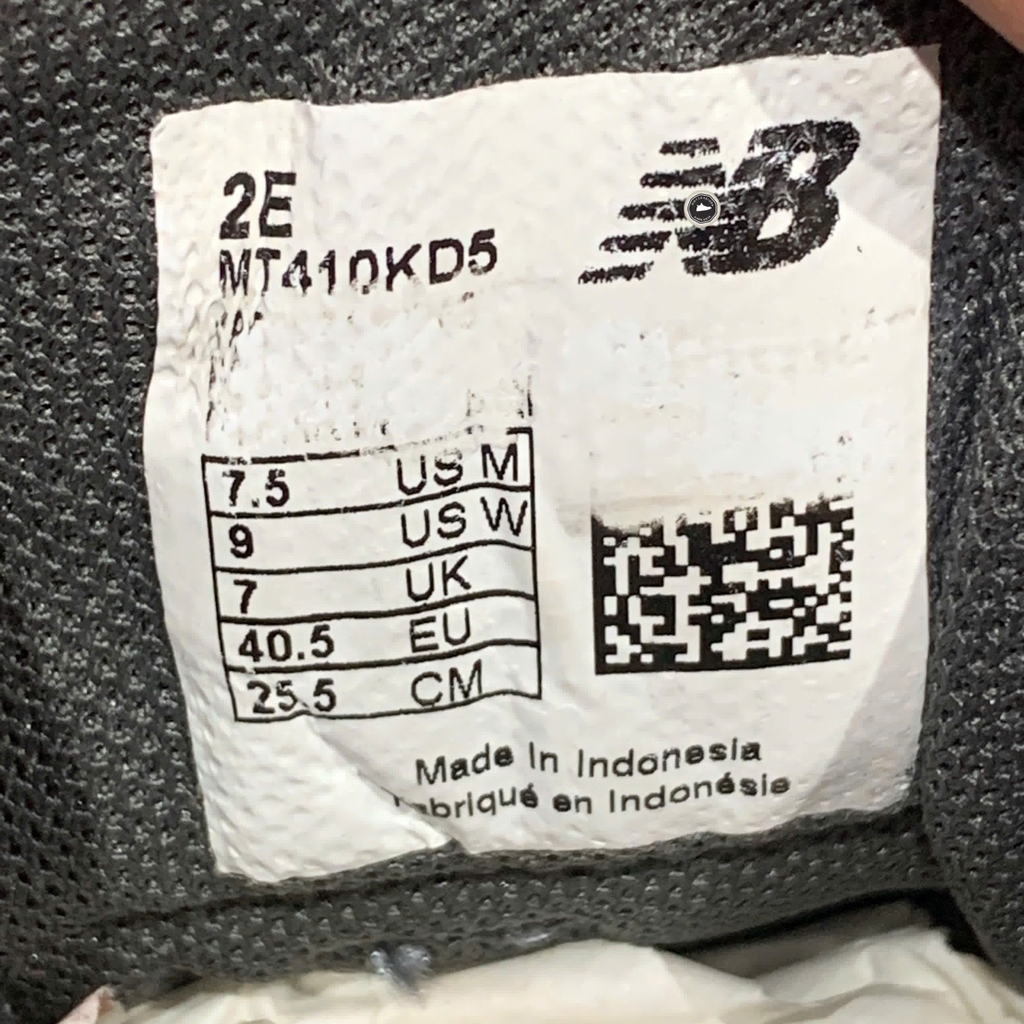 2E
MT410KD5
NB
7.5 US M
9 US W
7 UK
40.5 EU
25.5 CM
Made In Indonesia
en Indonésie